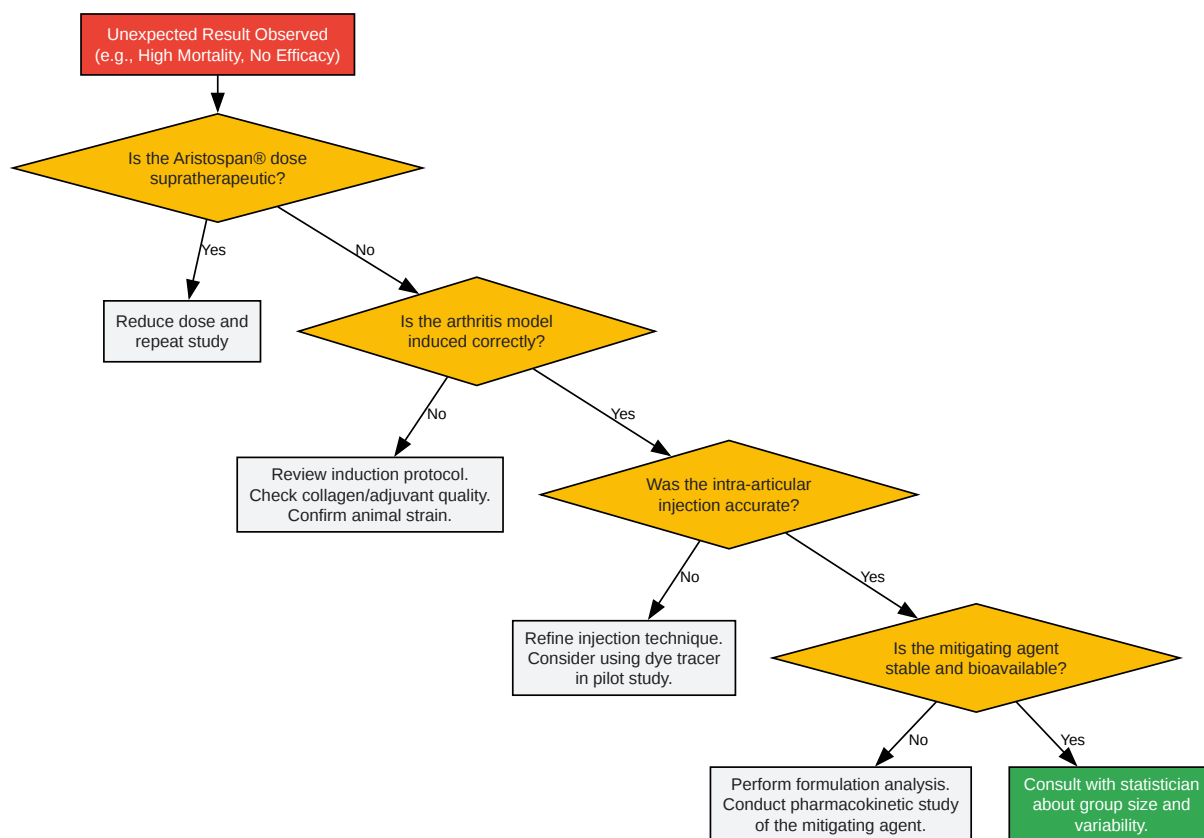 Unexpected Result Observed
(e.g., High Mortality, No Efficacy)
Is the Aristospan® dose
supratherapeutic?
Yes
No
Reduce dose and
repeat study
Is the arthritis model
induced correctly?
No
Yes
Review induction protocol.
Check collagen/adjuvant quality.
Confirm animal strain.
Was the intra-articular
injection accurate?
No
Yes
Refine injection technique.
Consider using dye tracer
in pilot study.
Is the mitigating agent
stable and bioavailable?
No
Yes
Perform formulation analysis.
Conduct pharmacokinetic study
of the mitigating agent.
Consult with statistician
about group size and
variability.